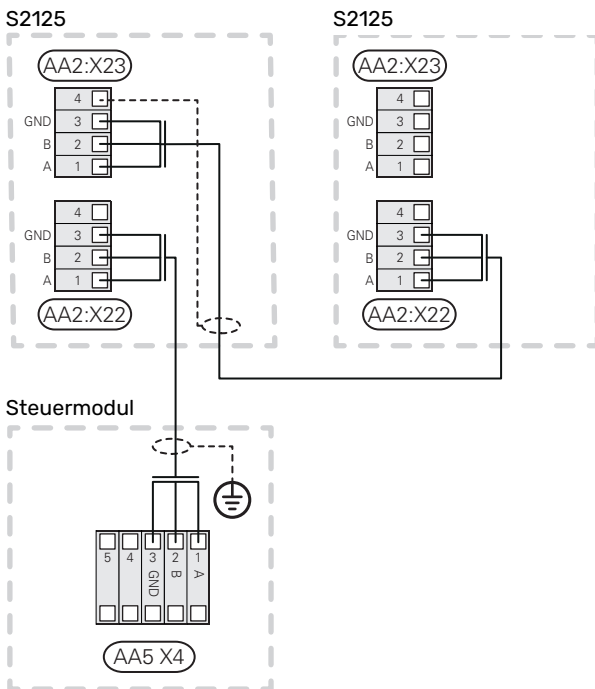 S2125
AA2:X23
4
GND 3
B 2
A 1
4
GND 3
B 2
A 1
AA2:X22
S2125
AA2:X23
4
GND 3
B 2
A 1
4
GND 3
B 2
A 1
AA2:X22
Steuermodul
5 4 3 2 1
GND B A
AA5 X4